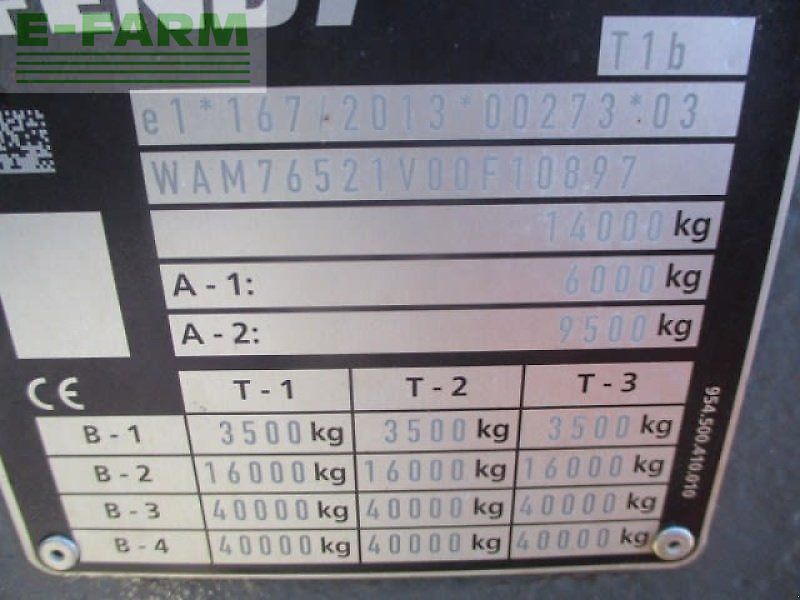 FENDT
E-FARM
T1b
e1*167/2013*00273*03
WAM76521V00F10897
14000 kg
A - 1: 6000 kg
A - 2: 9500 kg
CE T - 1 T - 2 T - 3
B - 1 3500 kg 3500 kg 3500 kg
B - 2 16000 kg 16000 kg 16000 kg
B - 3 40000 kg 40000 kg 40000 kg
B - 4 40000 kg 40000 kg 40000 kg
954.500.410.010